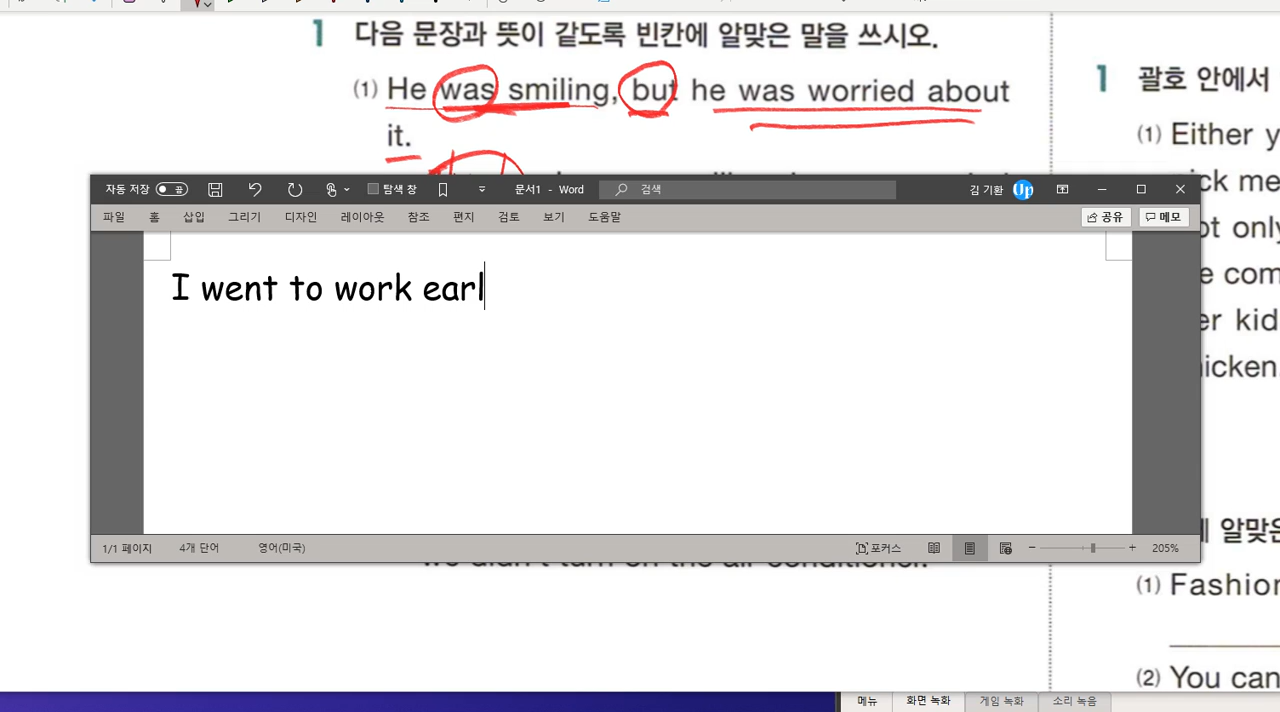 1 다음 문장과 뜻이 같도록 빈칸에 알맞은 말을 쓰시오.
(1) He was smiling, but he was worried about
it.
자동 저장
탐색 창
문서1 - Word
검색
김 기환
Up
파일 홈 삽입 그리기 디자인 레이아웃 참조 편지 검토 보기 도움말
공유 메모
I went to work earl
1/1 페이지 4개 단어 영어(미국)
포커스
205%
1 괄호 안에서
(1) Either y
ick me
ot only
com
er kid
icken.
알맞은
(1) Fashion
(2) You can
메뉴 화면 녹화 게임 녹화 소리 녹음